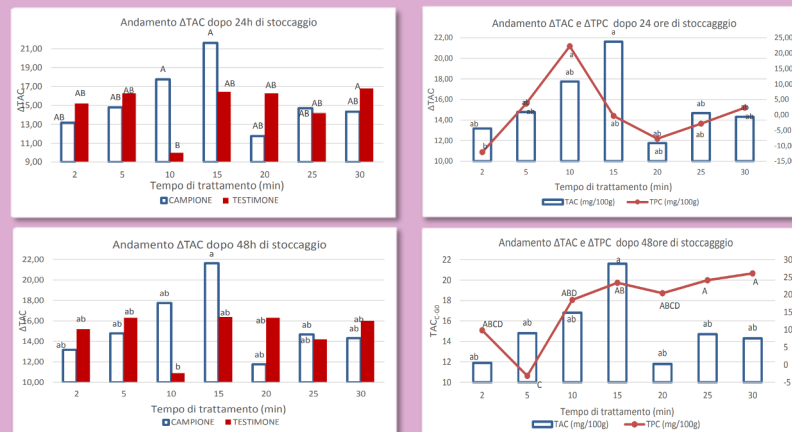 Andamento ΔTAC dopo 24h di stoccaggio
ΔTAC
21,00
19,00
17,00
15,00
13,00
11,00
9,00
AB AB AB AB A B A AB AB AB AB AB AB A
2 5 10 15 20 25 30
Tempo di trattamento (min)
CAMPIONE TESTIMONE
Andamento ΔTAC e ΔTPC dopo 24 ore di stoccaggio
ΔTAC
22,00
20,00
18,00
16,00
14,00
12,00
10,00
25,00
20,00
15,00
10,00
5,00
0,00
-5,00
-10,00
-15,00
ab b ab ab ab a a ab ab ab ab ab ab ab
2 5 10 15 20 25 30
Tempo di trattamento (min)
TAC (mg/100g) TPC (mg/100g)
Andamento ΔTAC dopo 48h di stoccaggio
ΔTAC
22,00
20,00
18,00
16,00
14,00
12,00
10,00
ab ab ab ab ab b a ab ab ab ab ab ab ab
2 5 10 15 20 25 30
Tempo di trattamento (min)
CAMPIONE TESTIMONE
Andamento ΔTAC e ΔTPC dopo 48ore di stoccagggio
TAC
22
20
18
16
14
12
10
30
25
20
15
10
5
0
-5
ab ABCD ab C ab ABD a AB ab ABCD ab A ab A
2 5 10 15 20 25 30
Tempo di trattamento (min)
TAC (mg/100g) TPC (mg/100g)